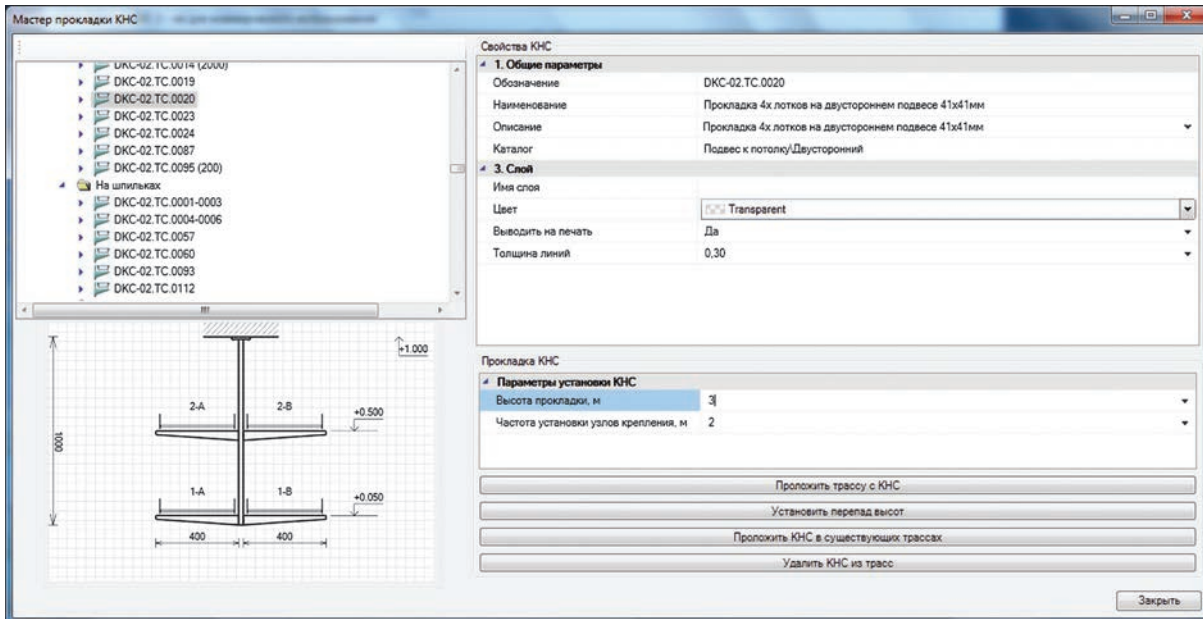 Мастер прокладки КНС
DKC-02.TC.0014 (2000)
DKC-02.TC.0019
DKC-02.TC.0020
DKC-02.TC.0023
DKC-02.TC.0024
DKC-02.TC.0087
DKC-02.TC.0095 (200)
На шпильках
DKC-02.TC.0001-0003
DKC-02.TC.0004-0006
DKC-02.TC.0057
DKC-02.TC.0060
DKC-02.TC.0093
DKC-02.TC.0112
+1.000
2-A 2-B
+0.500
1000
1-A 1-B
+0.050
400 400
Свойства КНС
1. Общие параметры
Обозначение DKC-02.TC.0020
Наименование Прокладка 4х лотков на двустороннем подвесе 41х41мм
Описание Прокладка 4х лотков на двустороннем подвесе 41х41мм
Каталог Подвес к потолку\Двусторонний
3. Слой
Имя слоя
Цвет Transparent
Выводить на печать Да
Толщина линий 0,30
Прокладка КНС
Параметры установки КНС
Высота прокладки, м 3
Частота установки узлов крепления, м 2
Проложить трассу с КНС
Установить перепад высот
Проложить КНС в существующих трассах
Удалить КНС из трасс
Закрыть